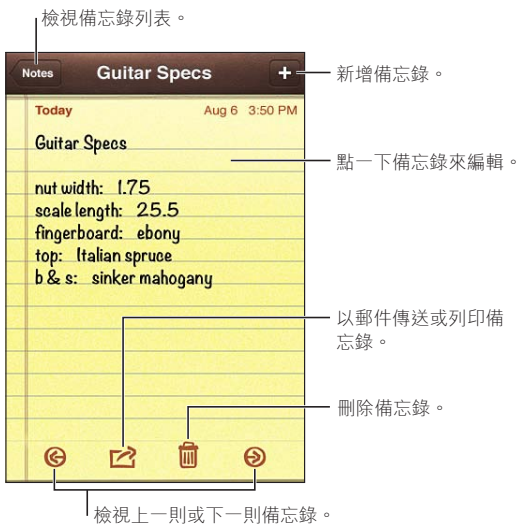 檢視備忘錄列表。
Notes
Guitar Specs
新增備忘錄。
Today
Aug 6 3:50 PM
Guitar Specs
點一下備忘錄來編輯。
nut width: 1.75
scale length: 25.5
fingerboard: ebony
top: Italian spruce
b & s: sinker mahogany
以郵件傳送或列印備
忘錄。
刪除備忘錄。
檢視上一則或下一則備忘錄。